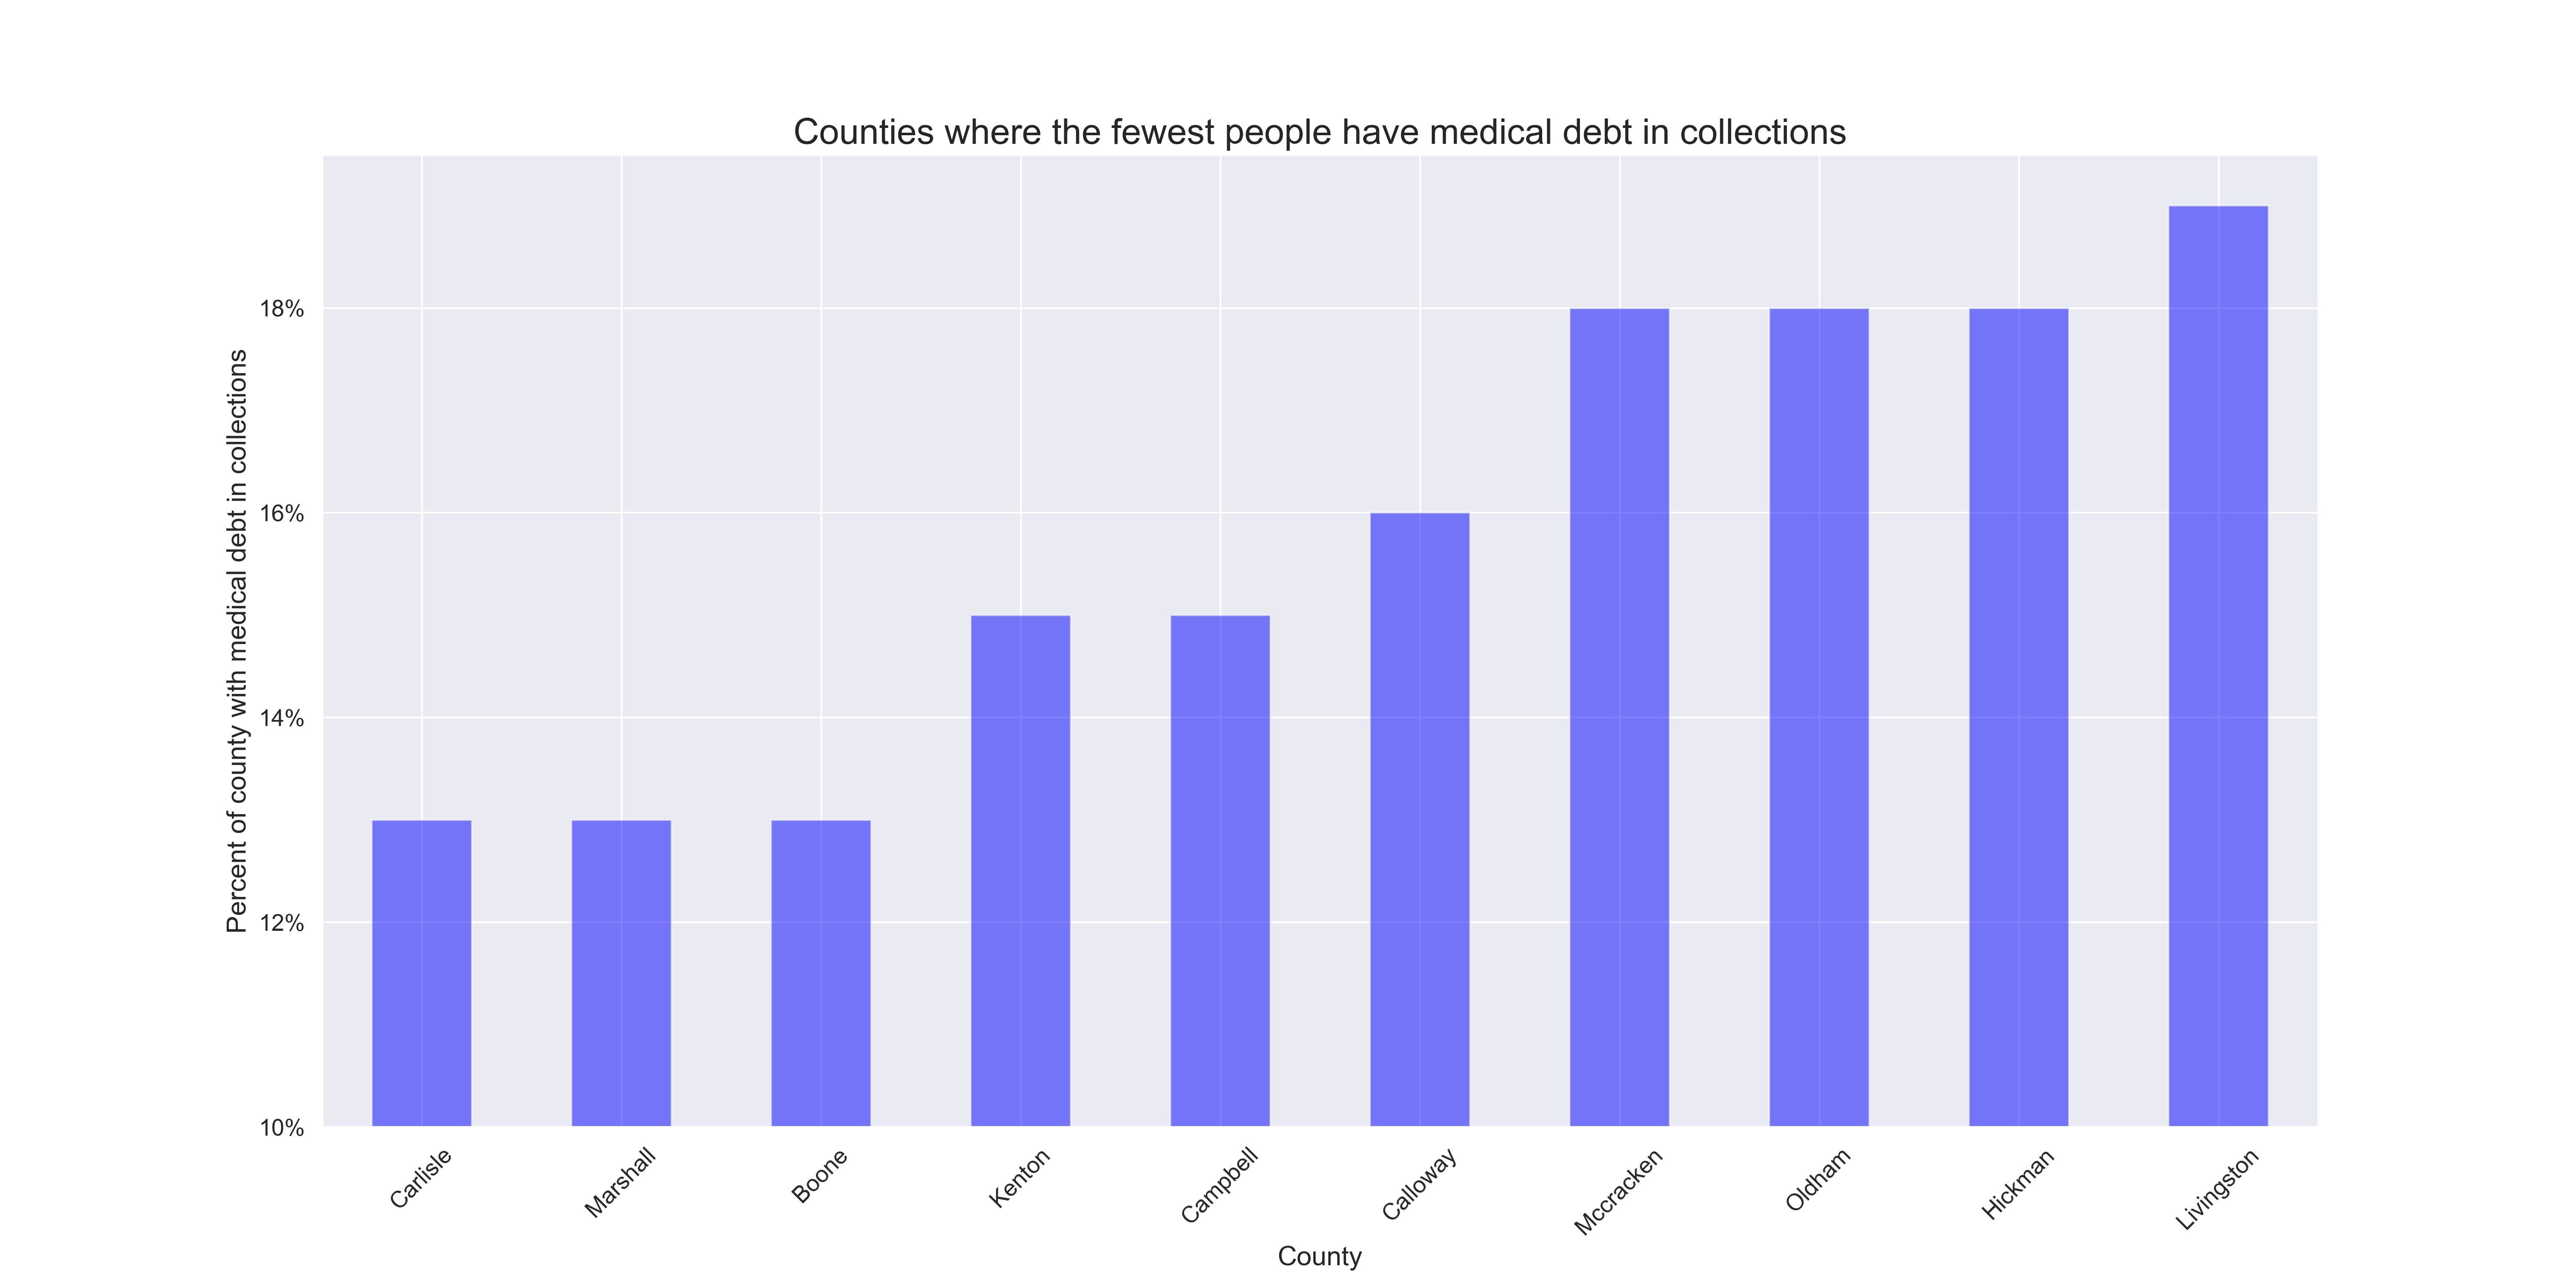 Counties where the fewest people have medical debt in collections
Percent of county with medical debt in collections
18%
16%
14%
12%
10%
Carlisle
Marshall
Boone
Kenton
Campbell
Calloway
Mccracken
Oldham
Hickman
Livingston
County